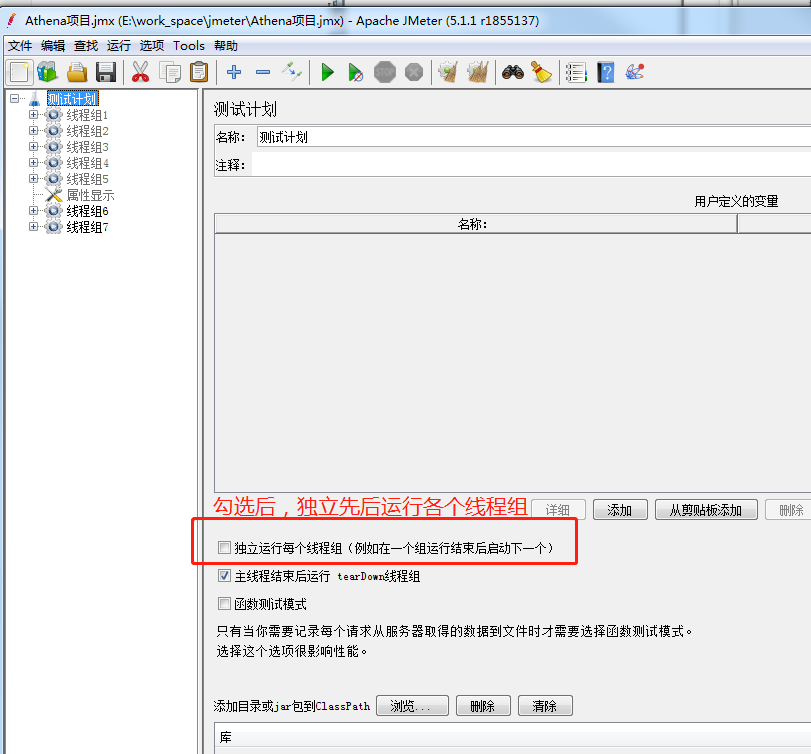 Athena项目.jmx (E:\work_space\jmeter\Athena项目.jmx) - Apache JMeter (5.1.1 r1855137)
文件 编辑 查找 运行 选项 Tools 帮助
STOP
测试计划
线程组1
线程组2
线程组3
线程组4
线程组5
属性显示
线程组6
线程组7
测试计划
名称： 测试计划
注释：
用户定义的变量
名称：
勾选后，独立先后运行各个线程组
详细 添加 从剪贴板添加 删除
独立运行每个线程组（例如在一个组运行结束后启动下一个）
主线程结束后运行 tearDown线程组
函数测试模式
只有当你需要记录每个请求从服务器取得的数据到文件时才需要选择函数测试模式。
选择这个选项很影响性能。
添加目录或jar包到ClassPath 浏览... 删除 清除
库